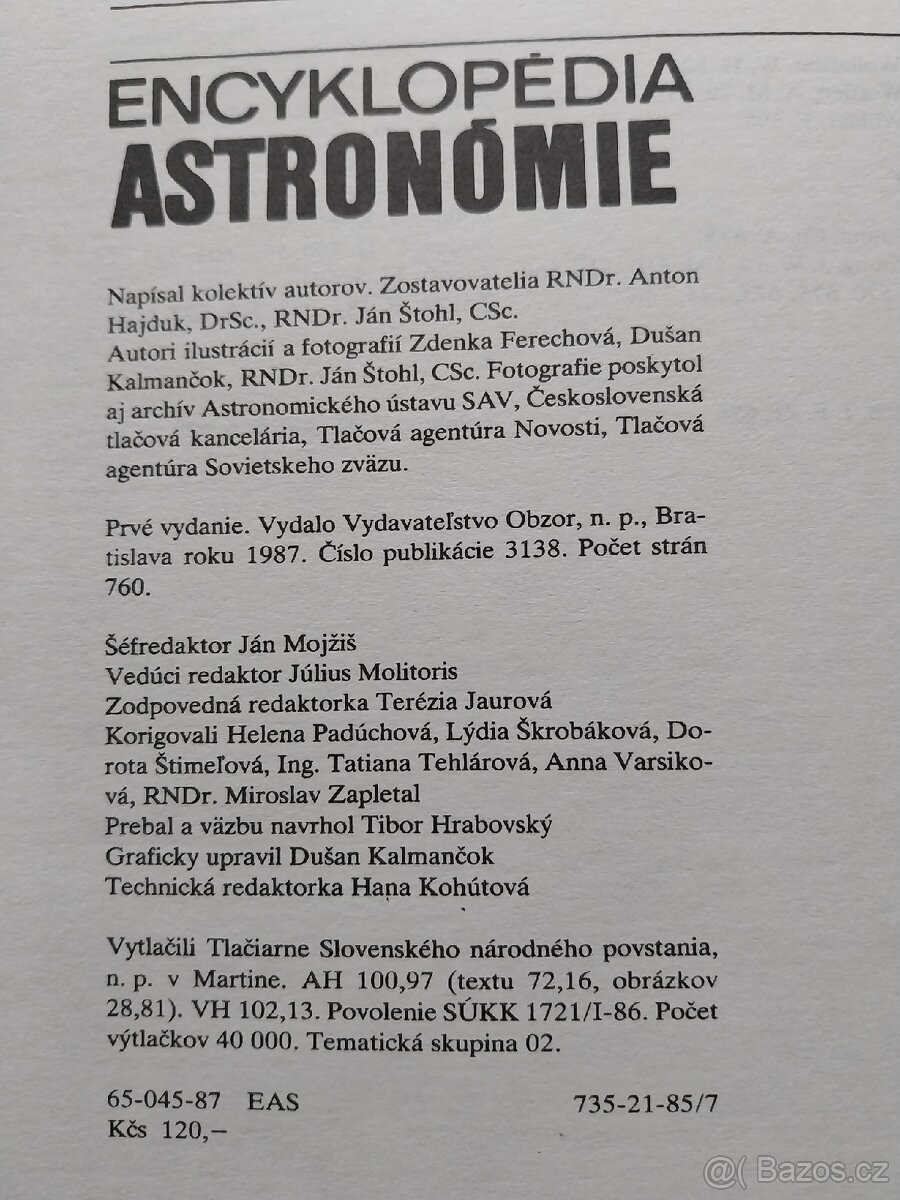 ENCYKLOPÉDIA
ASTRONÓMIE
Napísal kolektív autorov. Zostavovatelia RNDr. Anton
Hajduk, DrSc., RNDr. Ján Štohl, CSc.
Autori ilustrácií a fotografií Zdenka Ferechová, Dušan
Kalmančok, RNDr. Ján Štohl, CSc. Fotografie poskytol
aj archív Astronomického ústavu SAV, Československá
tlačová kancelária, Tlačová agentúra Novosti, Tlačová
agentúra Sovietskeho zväzu.
Prvé vydanie. Vydalo Vydavateľstvo Obzor, n. p., Bra-
tislava roku 1987. Číslo publikácie 3138. Počet strán
760.
Šéfredaktor Ján Mojžiš
Vedúci redaktor Július Molitoris
Zodpovedná redaktorka Terézia Jaurová
Korigovali Helena Padúchová, Lýdia Škrobáková, Do-
rota Štimeľová, Ing. Tatiana Tehlárová, Anna Varsiko-
vá, RNDr. Miroslav Zapletal
Prebal a väzbu navrhol Tibor Hrabovský
Graficky upravil Dušan Kalmančok
Technická redaktorka Hana Kohútová
Vytlačili Tlačiarne Slovenského národného povstania,
n. p. v Martine. AH 100,97 (textu 72,16, obrázkov
28,81). VH 102,13. Povolenie SÚKK 1721/I-86. Počet
výtlačkov 40 000. Tematická skupina 02.
65-045-87 EAS 735-21-85/7
Kčs 120,—
@( Bazos.cz